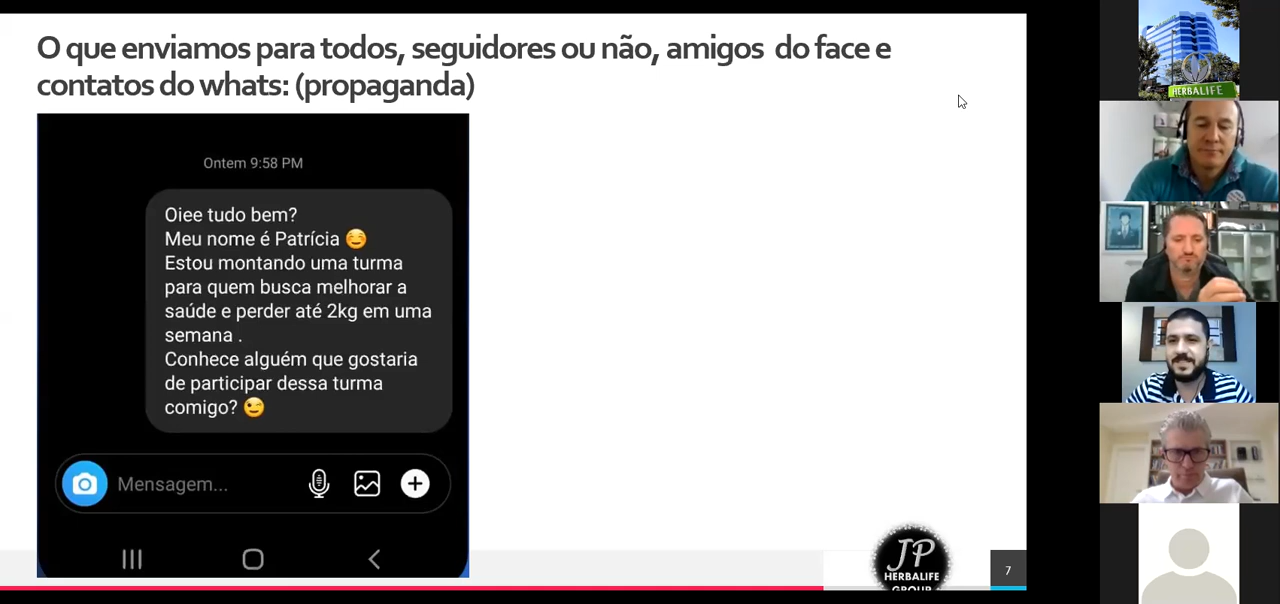 O que enviamos para todos, seguidores ou não, amigos do face e
contatos do whats: (propaganda)
Ontem 9:58 PM
Oiee tudo bem?
Meu nome é Patrícia ☺️
Estou montando uma turma
para quem busca melhorar a
saúde e perder até 2kg em uma
semana .
Conhece alguém que gostaria
de participar dessa turma
comigo? 😉
Mensagem...
JP
HERBALIFE
GROUP
7
HERBALIFE